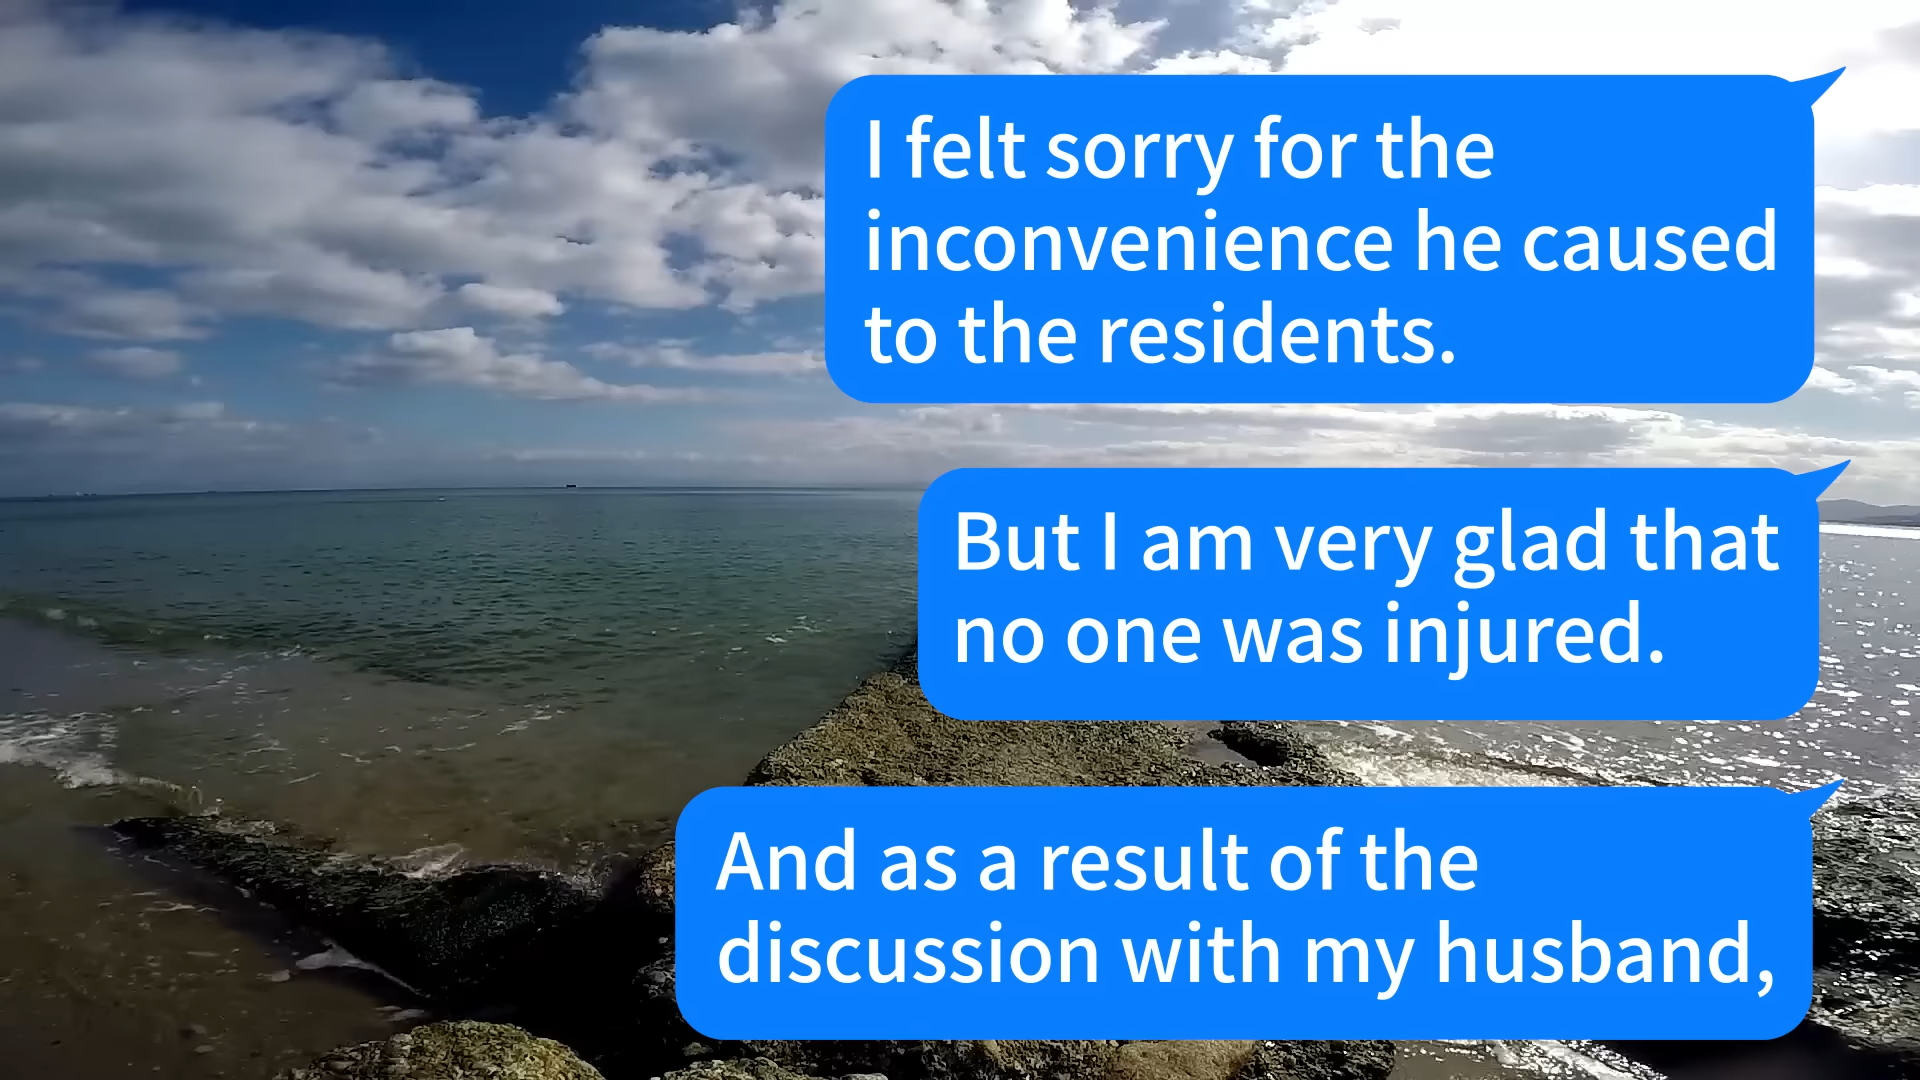 I felt sorry for the
inconvenience he caused
to the residents.
But I am very glad that
no one was injured.
And as a result of the
discussion with my husband,